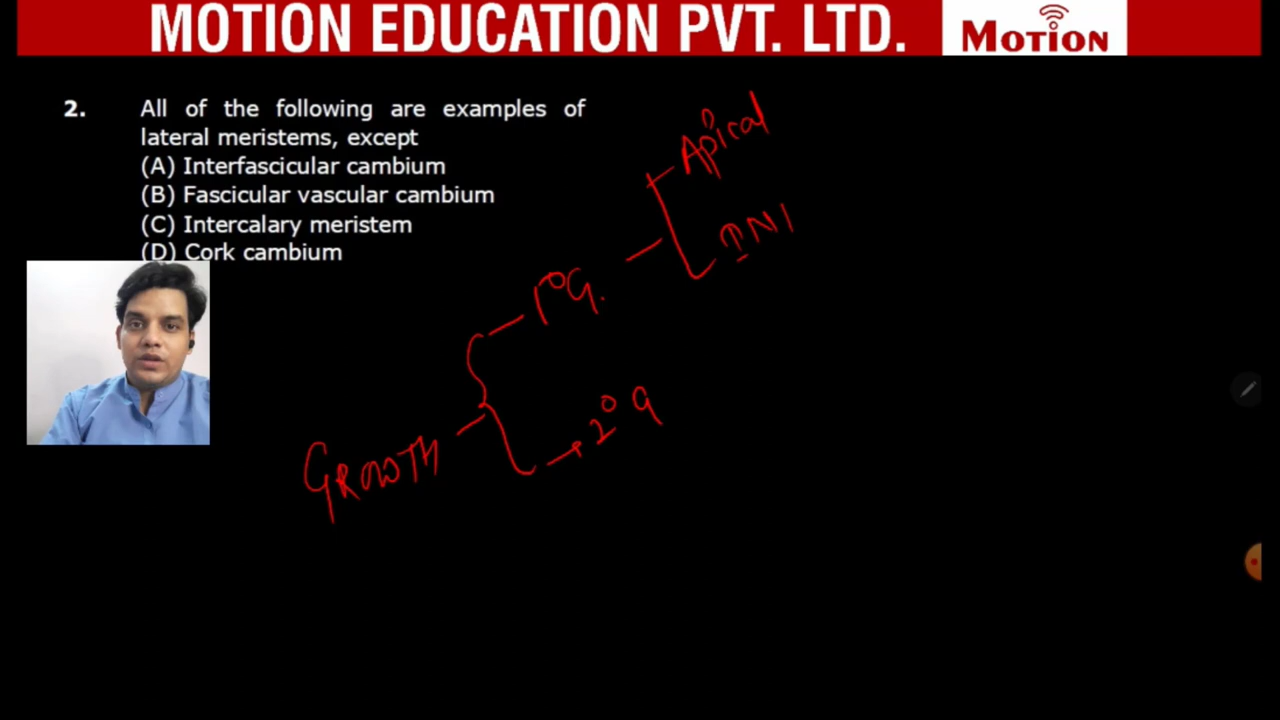 MOTION EDUCATION PVT. LTD.
MOTION
2. All of the following are examples of
lateral meristems, except
(A) Interfascicular cambium
(B) Fascicular vascular cambium
(C) Intercalary meristem
(D) Cork cambium
Apical
INI
1°G.
2°G
GROWTH